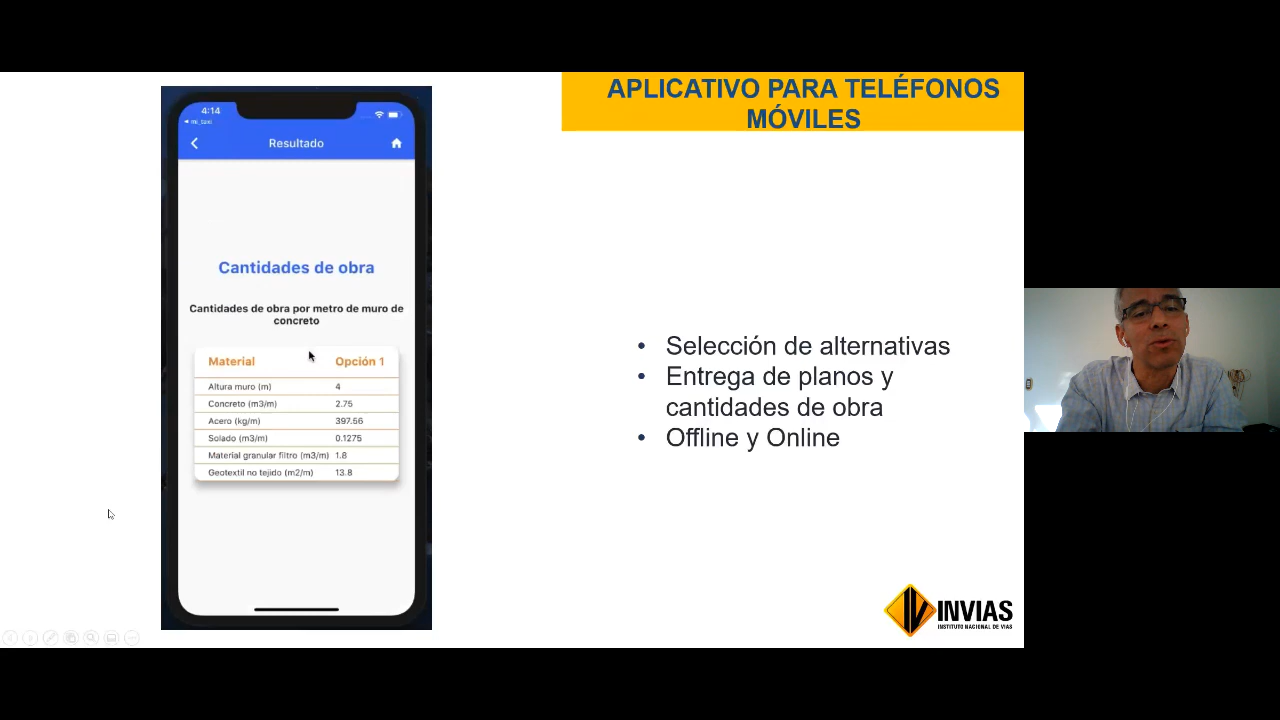 4:14
Resultado
Cantidades de obra
Cantidades de obra por metro de muro de
concreto
Material Opción 1
Altura muro (m) 4
Concreto (m3/m) 2.75
Acero (kg/m) 397.56
Solado (m3/m) 0.1275
Material granular filtro (m3/m) 1.8
Geotextil no tejido (m2/m) 13.8
APLICATIVO PARA TELÉFONOS
MÓVILES
• Selección de alternativas
• Entrega de planos y
cantidades de obra
• Offline y Online
INVIAS
INSTITUTO NACIONAL DE VIAS